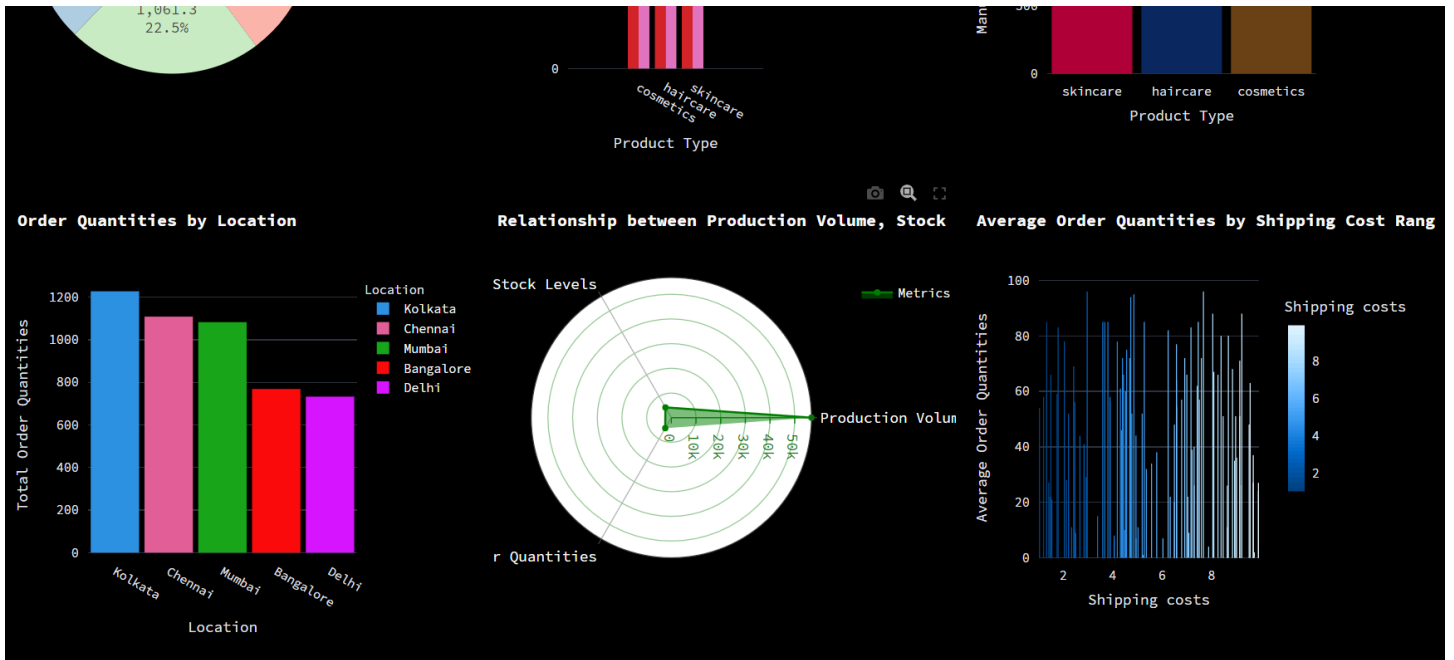 1,061.3
22.5%
0
cosmetics
haircare
skincare
Product Type
500
0
skincare haircare cosmetics
Product Type
Order Quantities by Location
Total Order Quantities
1200
1000
800
600
400
200
0
Kolkata
Chennai
Mumbai
Bangalore
Delhi
Location
Location
Kolkata
Chennai
Mumbai
Bangalore
Delhi
Relationship between Production Volume, Stock
Stock Levels
Production Volum
r Quantities
0 10k 20k 30k 40k 50k
Metrics
Average Order Quantities by Shipping Cost Rang
Average Order Quantities
100
80
60
40
20
0
2 4 6 8
Shipping costs
Shipping costs
8
6
4
2